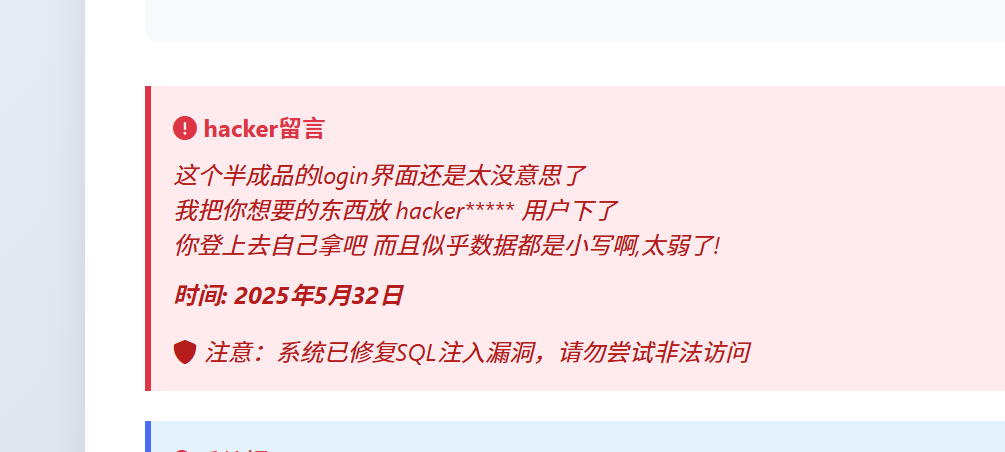 hacker留言
这个半成品的login界面还是太没意思了
我把你想要的东西放 hacker***** 用户下了
你登上去自己拿吧 而且似乎数据都是小写啊,太弱了!
时间: 2025年5月32日
注意：系统已修复SQL注入漏洞，请勿尝试非法访问